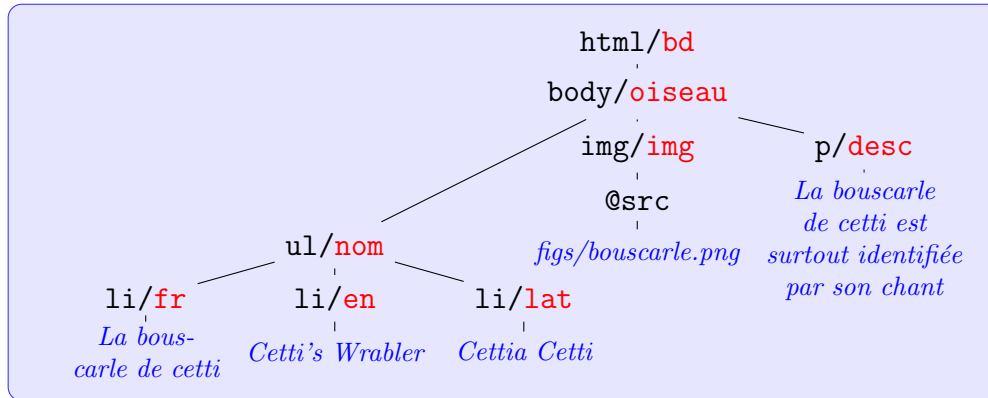 html/bd
body/oiseau
img/img
p/desc
@src
La bouscarle
de cetti est
surtout identifiée
par son chant
figs/bouscarle.png
ul/nom
li/fr
li/en
li/lat
La bous-
carle de cetti
Cetti's Wrabler
Cettia Cetti